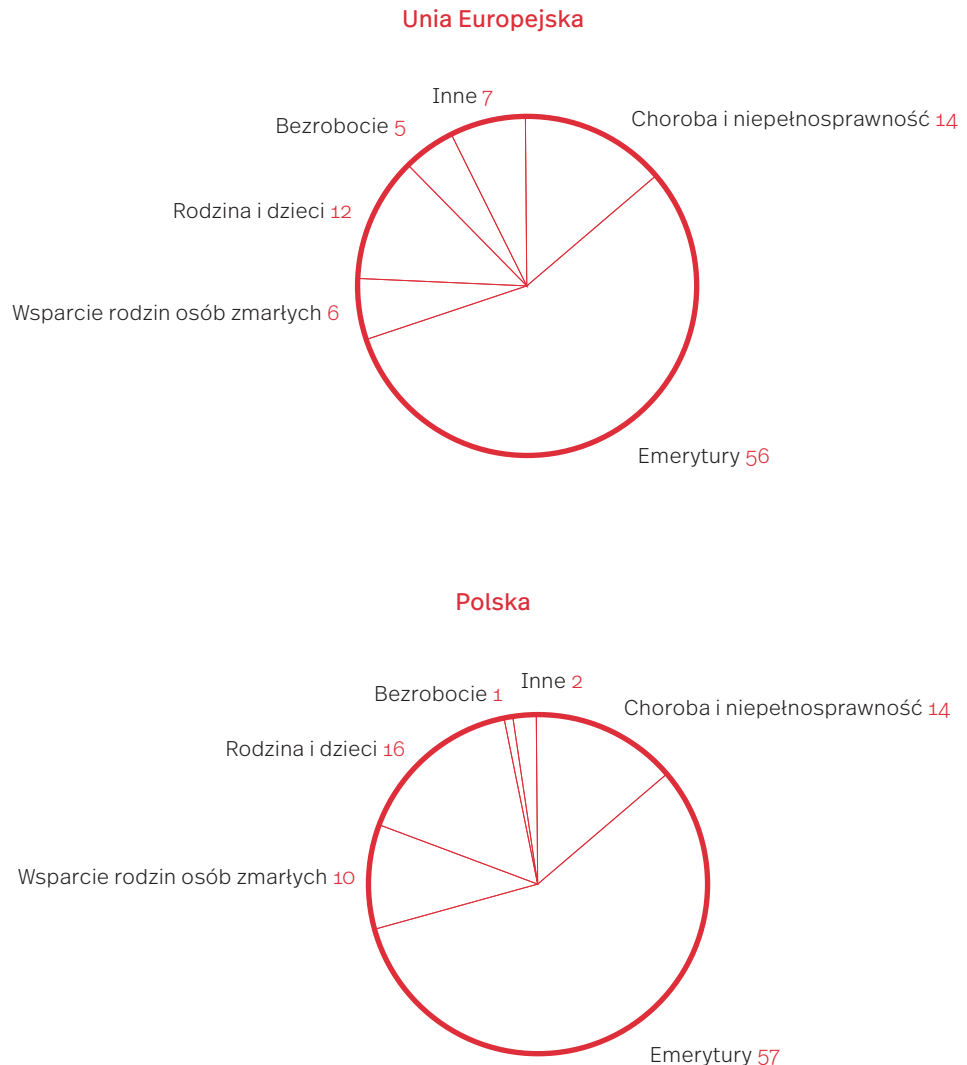 Unia Europejska
Inne 7
Choroba i niepełnosprawność 14
Bezrobocie 5
Rodzina i dzieci 12
Wsparcie rodzin osób zmarłych 6
Emerytury 56
Polska
Inne 2
Bezrobocie 1
Choroba i niepełnosprawność 14
Rodzina i dzieci 16
Wsparcie rodzin osób zmarłych 10
Emerytury 57